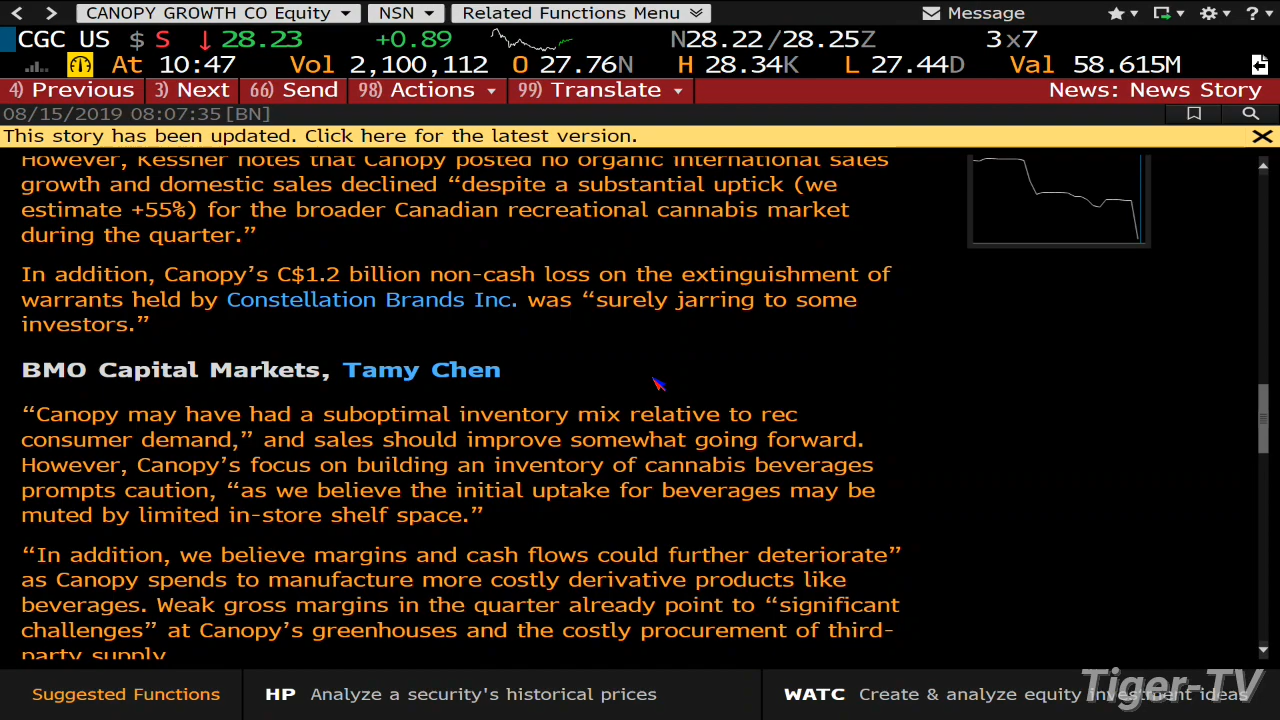 CANOPY GROWTH CO Equity NSN Related Functions Menu Message ?
CGC US $ S ↓ 28.23 +0.89 N28.22/28.25Z 3x7
At 10:47 Vol 2,100,112 O 27.76N H 28.34K L 27.44D Val 58.615M
4) Previous 3) Next 66) Send 98) Actions 99) Translate News: News Story
08/15/2019 08:07:35 [BN]
This story has been updated. Click here for the latest version.
However, Kessner notes that Canopy posted no organic international sales
growth and domestic sales declined “despite a substantial uptick (we
estimate +55%) for the broader Canadian recreational cannabis market
during the quarter.”
In addition, Canopy’s C$1.2 billion non-cash loss on the extinguishment of
warrants held by Constellation Brands Inc. was “surely jarring to some
investors.”
BMO Capital Markets, Tamy Chen
“Canopy may have had a suboptimal inventory mix relative to rec
consumer demand,” and sales should improve somewhat going forward.
However, Canopy’s focus on building an inventory of cannabis beverages
prompts caution, “as we believe the initial uptake for beverages may be
muted by limited in-store shelf space.”
“In addition, we believe margins and cash flows could further deteriorate”
as Canopy spends to manufacture more costly derivative products like
beverages. Weak gross margins in the quarter already point to “significant
challenges” at Canopy’s greenhouses and the costly procurement of third-
party supply
Suggested Functions HP Analyze a security's historical prices WATC Create & analyze equity investment ideas
Tiger-TV